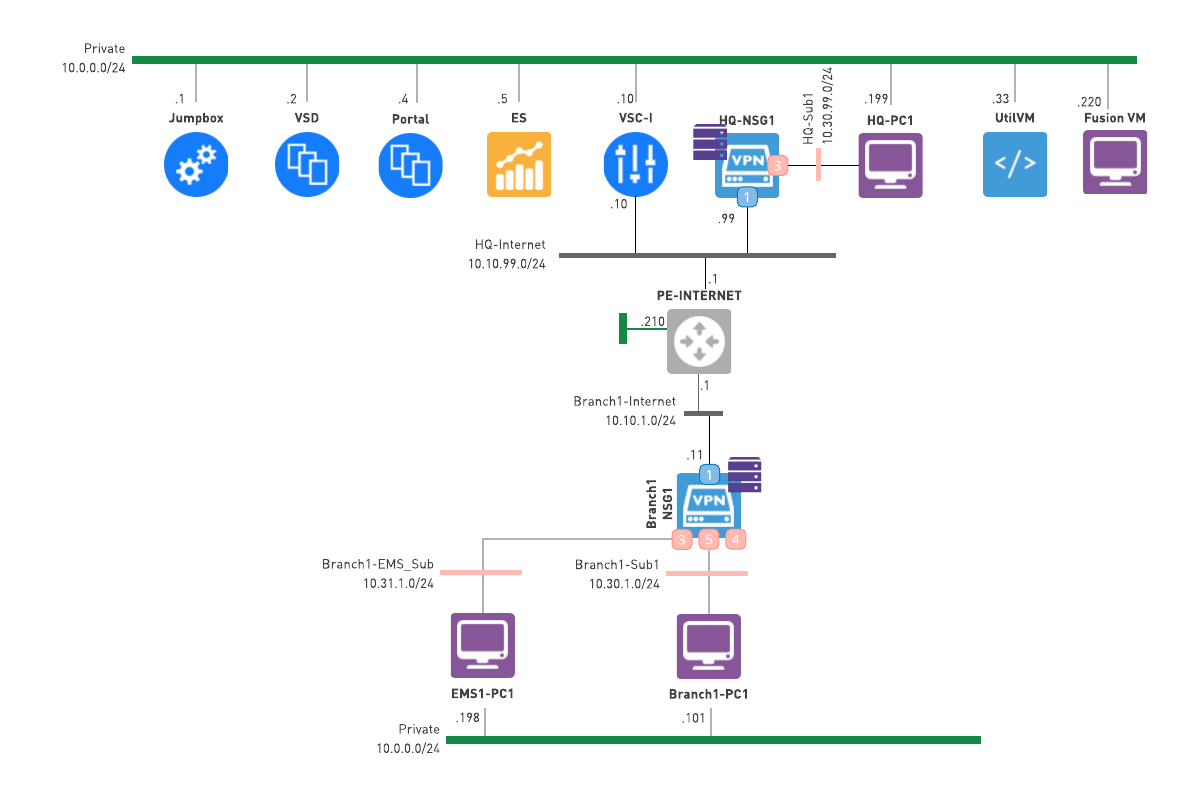 Private
10.0.0.0/24
.1
.2
.4
.5
.10
.199
.33
.220
Jumpbox
VSD
Portal
ES
VSC-I
HQ-NSG1
HQ-Sub1
10.30.99.0/24
HQ-PC1
UtilVM
Fusion VM
VPN
3
</>
1
.10
.99
HQ-Internet
10.10.99.0/24
.1
PE-INTERNET
.210
.1
Branch1-Internet
10.10.1.0/24
.11
1
Branch1
NSG1
VPN
3
5
4
Branch1-EMS_Sub
10.31.1.0/24
Branch1-Sub1
10.30.1.0/24
EMS1-PC1
Branch1-PC1
.198
.101
Private
10.0.0.0/24